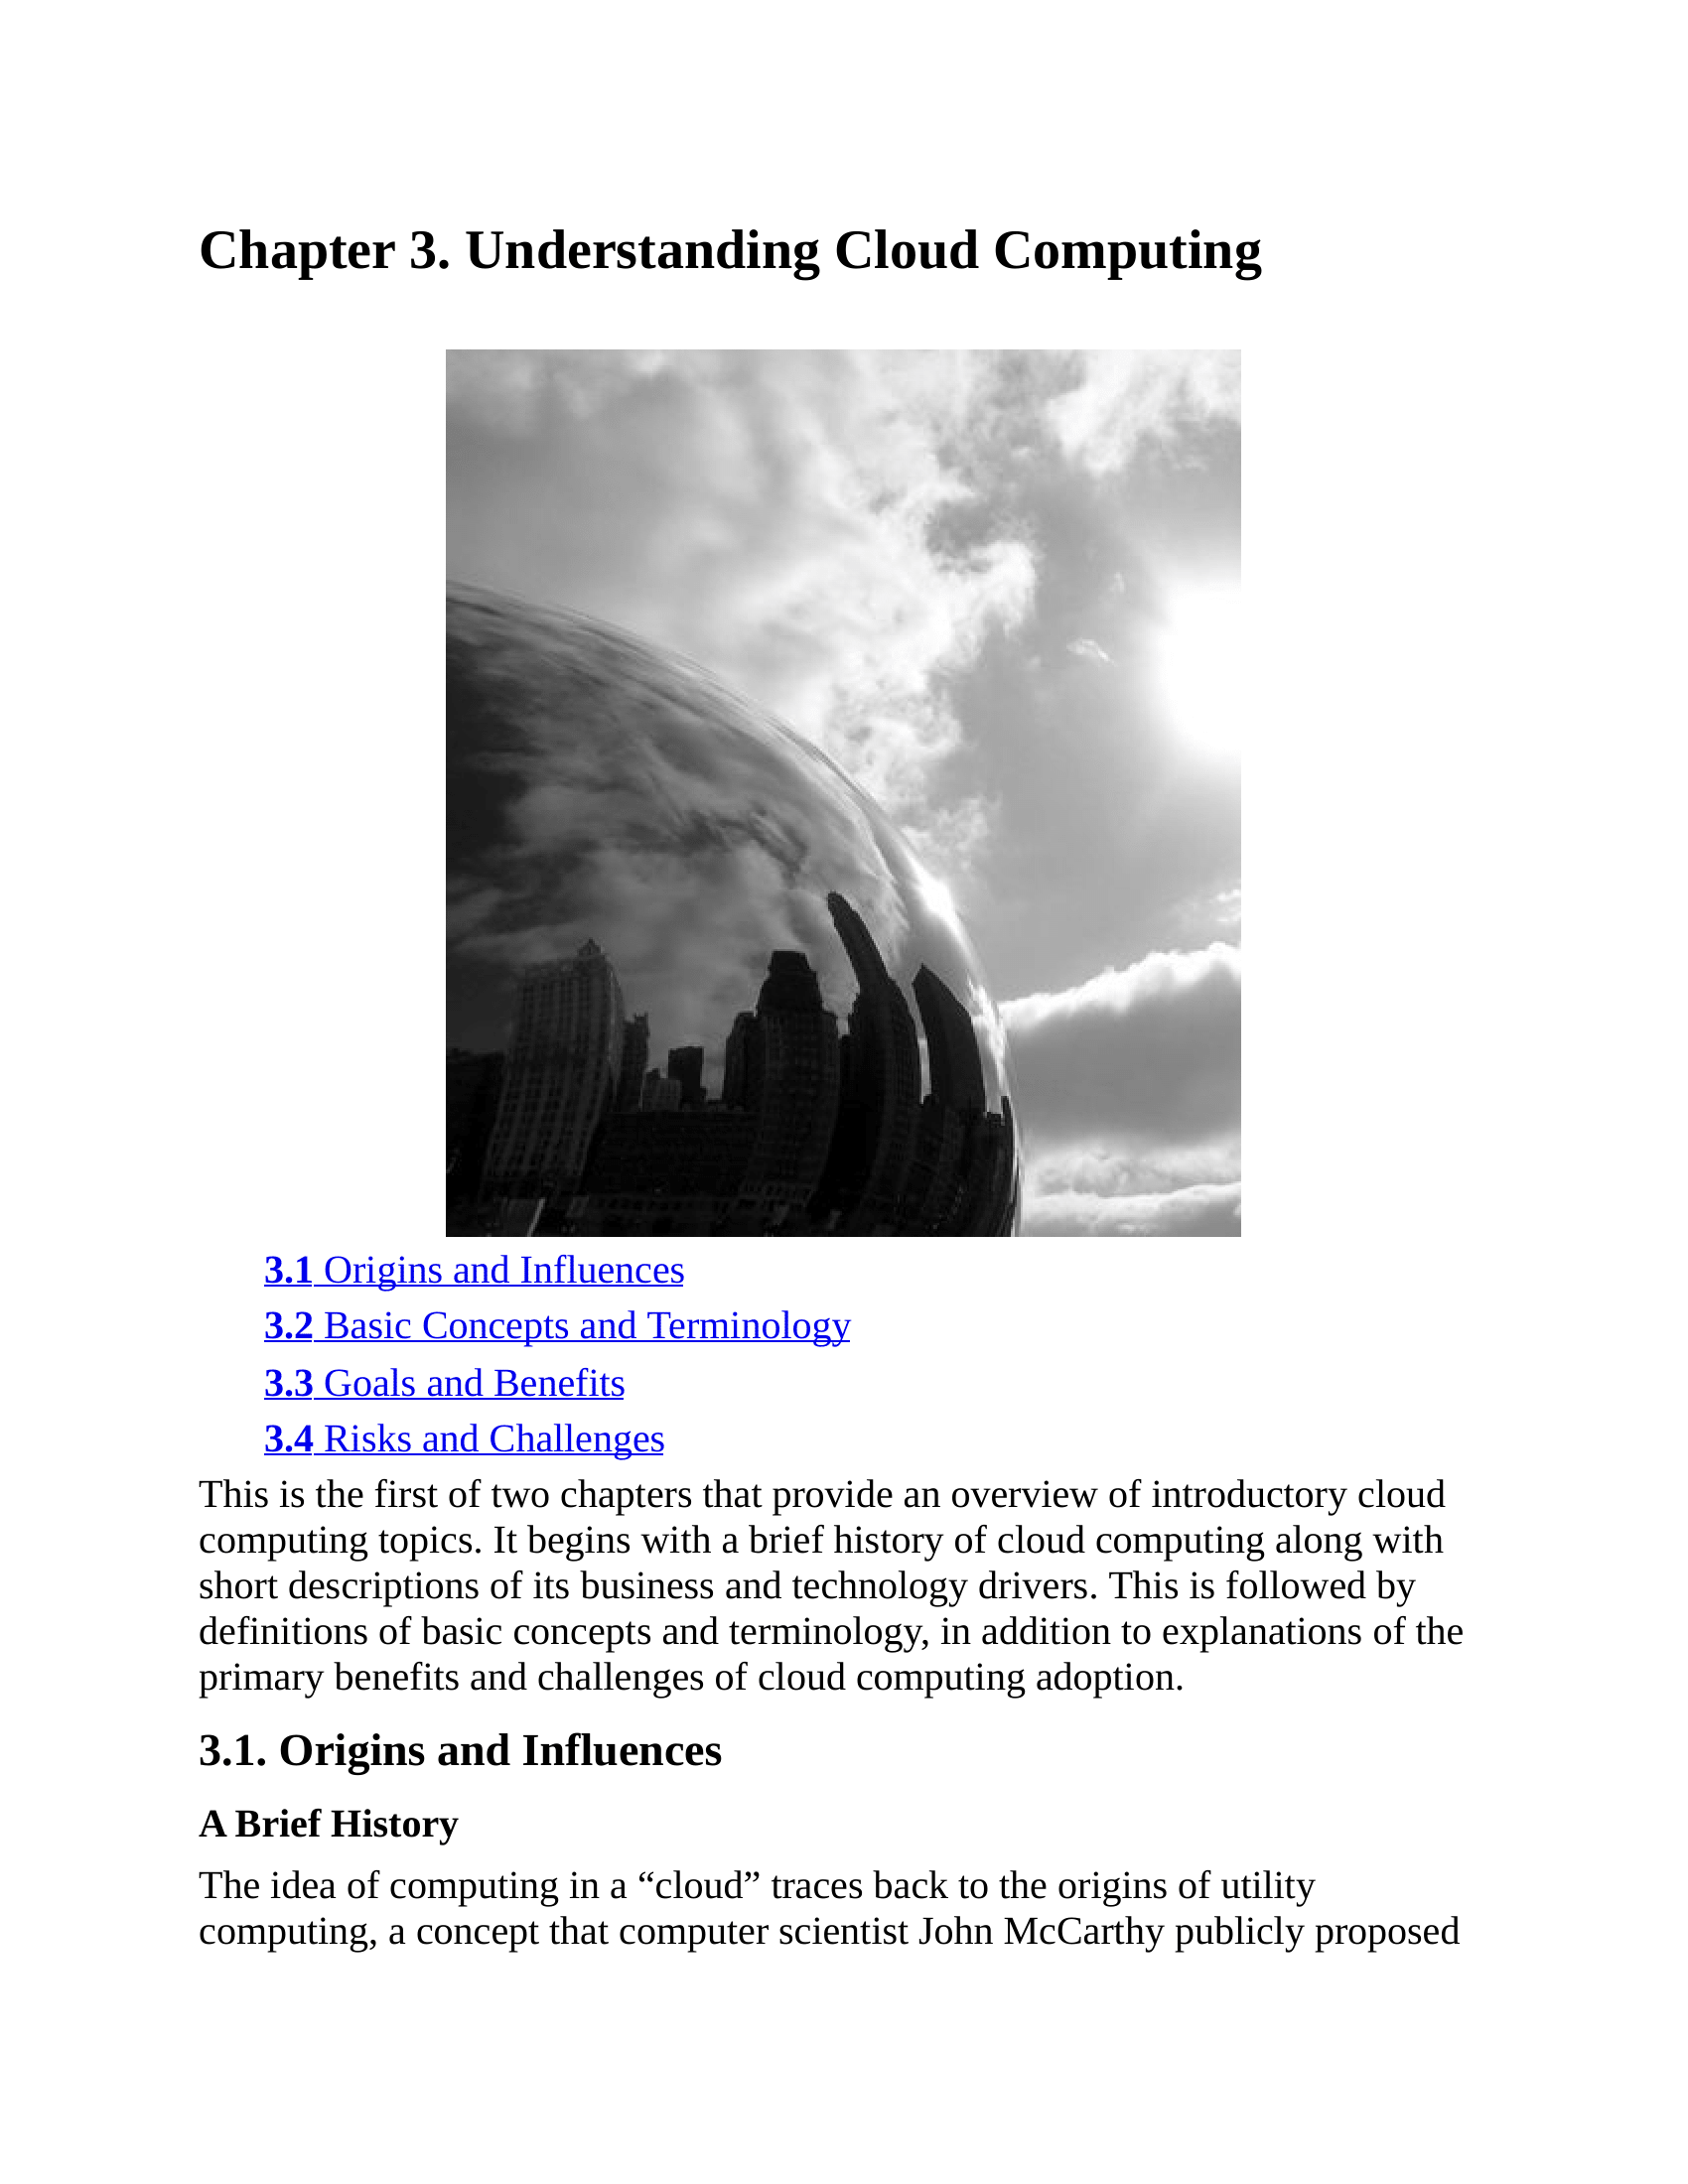 Chapter 3. Understanding Cloud Computing
3.1 Origins and Influences
3.2 Basic Concepts and Terminology
3.3 Goals and Benefits
3.4 Risks and Challenges
This is the first of two chapters that provide an overview of introductory cloud
computing topics. It begins with a brief history of cloud computing along with
short descriptions of its business and technology drivers. This is followed by
definitions of basic concepts and terminology, in addition to explanations of the
primary benefits and challenges of cloud computing adoption.
3.1. Origins and Influences
A Brief History
The idea of computing in a “cloud” traces back to the origins of utility
computing, a concept that computer scientist John McCarthy publicly proposed